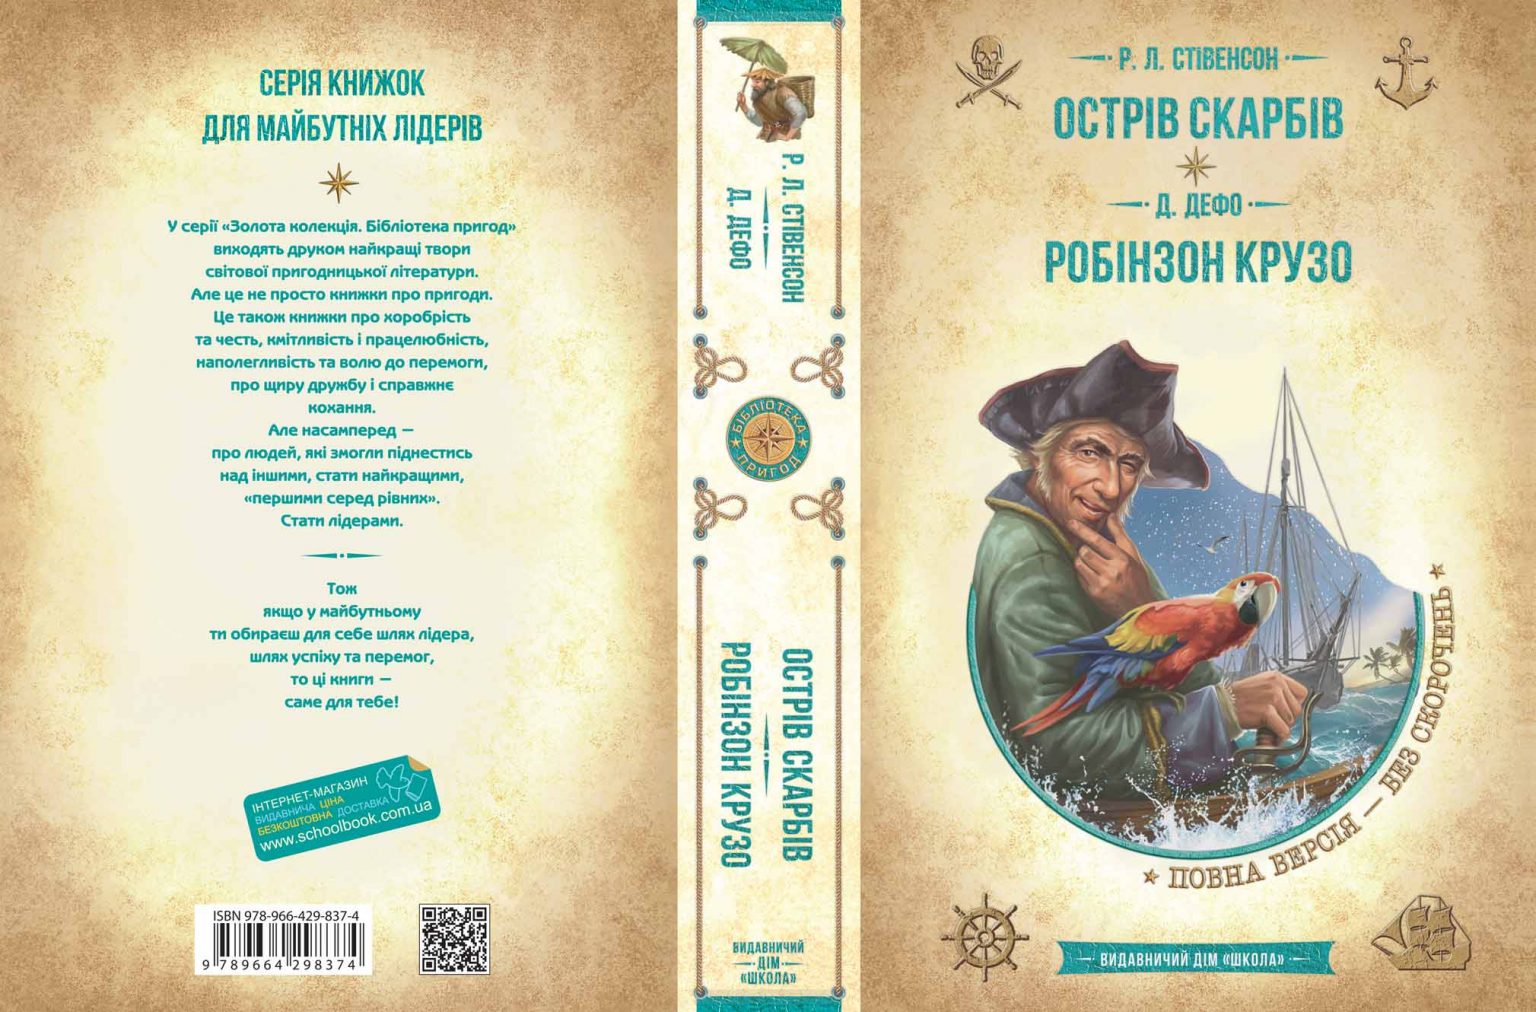 СЕРІЯ КНИЖОК
ДЛЯ МАЙБУТНІХ ЛІДЕРІВ
У серії «Золота колекція. Бібліотека пригод»
виходять друком найкращі твори
світової пригодницької літератури.
Але це не просто книжки про пригоди.
Це також книжки про хоробрість
та честь, кмітливість і працелюбність,
наполегливість та волю до перемоги,
про щиру дружбу і справжнє
кохання.
Але насамперед –
про людей, які змогли піднестись
над іншими, стати найкращими,
«першими серед рівних».
Стати лідерами.
Тож
якщо у майбутньому
ти обираєш для себе шлях лідера,
шлях успіху та перемог,
то ці книги –
саме для тебе!
ІНТЕРНЕТ-МАГАЗИН
ВИДАВНИЧА ЦІНА
БЕЗКОШТОВНА ДОСТАВКА
www.schoolbook.com.ua
ISBN 978-966-429-837-4
9 789664 298374
Р. Л. СТІВЕНСОН
Д. ДЕФО
БІБЛІОТЕКА
ПРИГОД
ОСТРІВ СКАРБІВ
РОБІНЗОН КРУЗО
ВИДАВНИЧИЙ
ДІМ
«ШКОЛА»
Р. Л. СТІВЕНСОН
ОСТРІВ СКАРБІВ
Д. ДЕФО
РОБІНЗОН КРУЗО
ПОВНА ВЕРСІЯ — БЕЗ СКОРОЧЕНЬ
ВИДАВНИЧИЙ ДІМ «ШКОЛА»